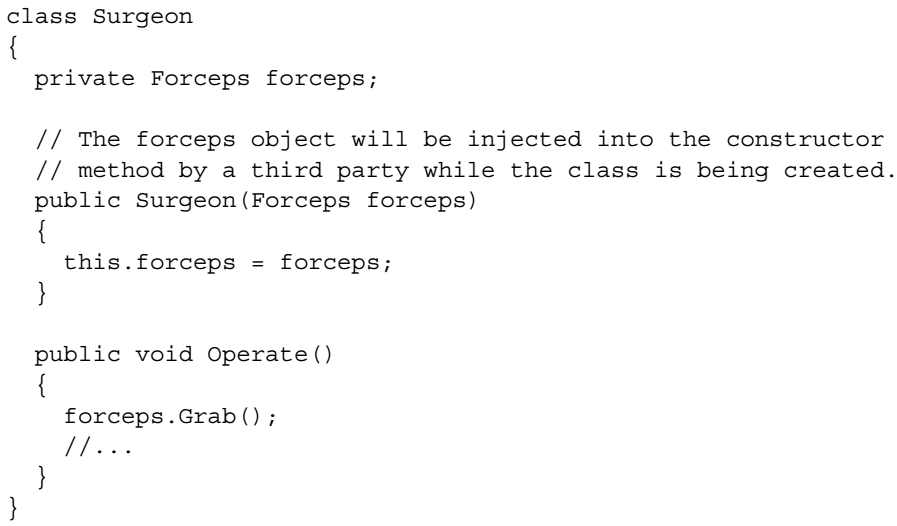 class Surgeon
{
  private Forceps forceps;

  // The forceps object will be injected into the constructor
  // method by a third party while the class is being created.
  public Surgeon(Forceps forceps)
  {
    this.forceps = forceps;
  }

  public void Operate()
  {
    forceps.Grab();
    //...
  }
}